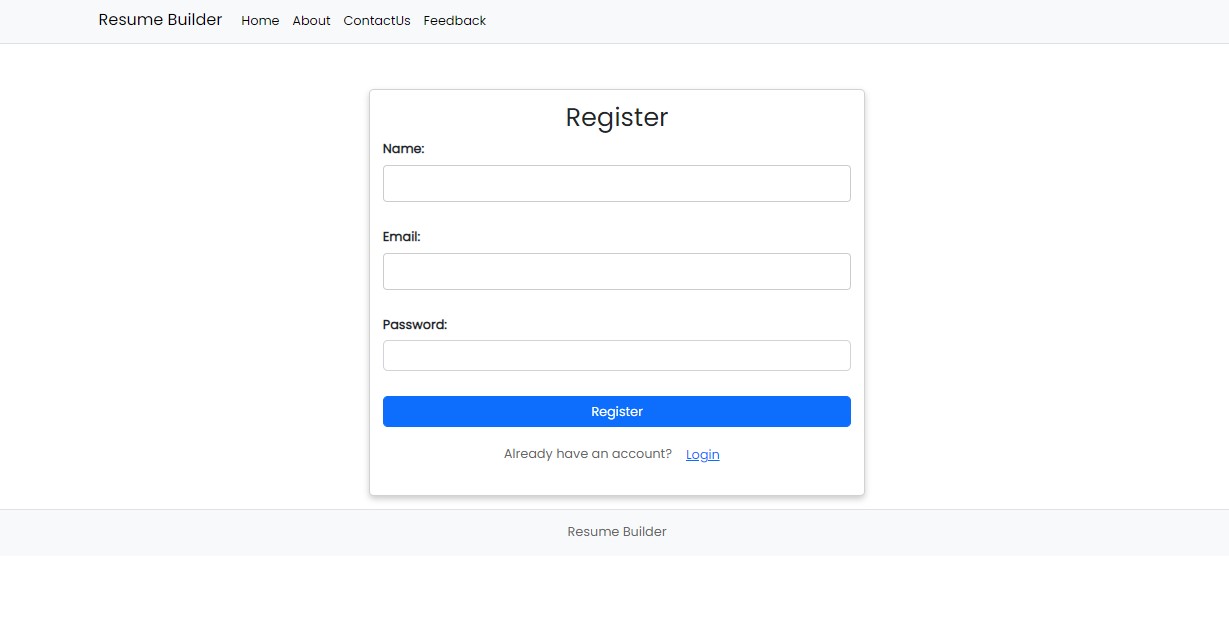 Resume Builder Home About ContactUs Feedback
Register
Name:
Email:
Password:
Register
Already have an account? Login
Resume Builder